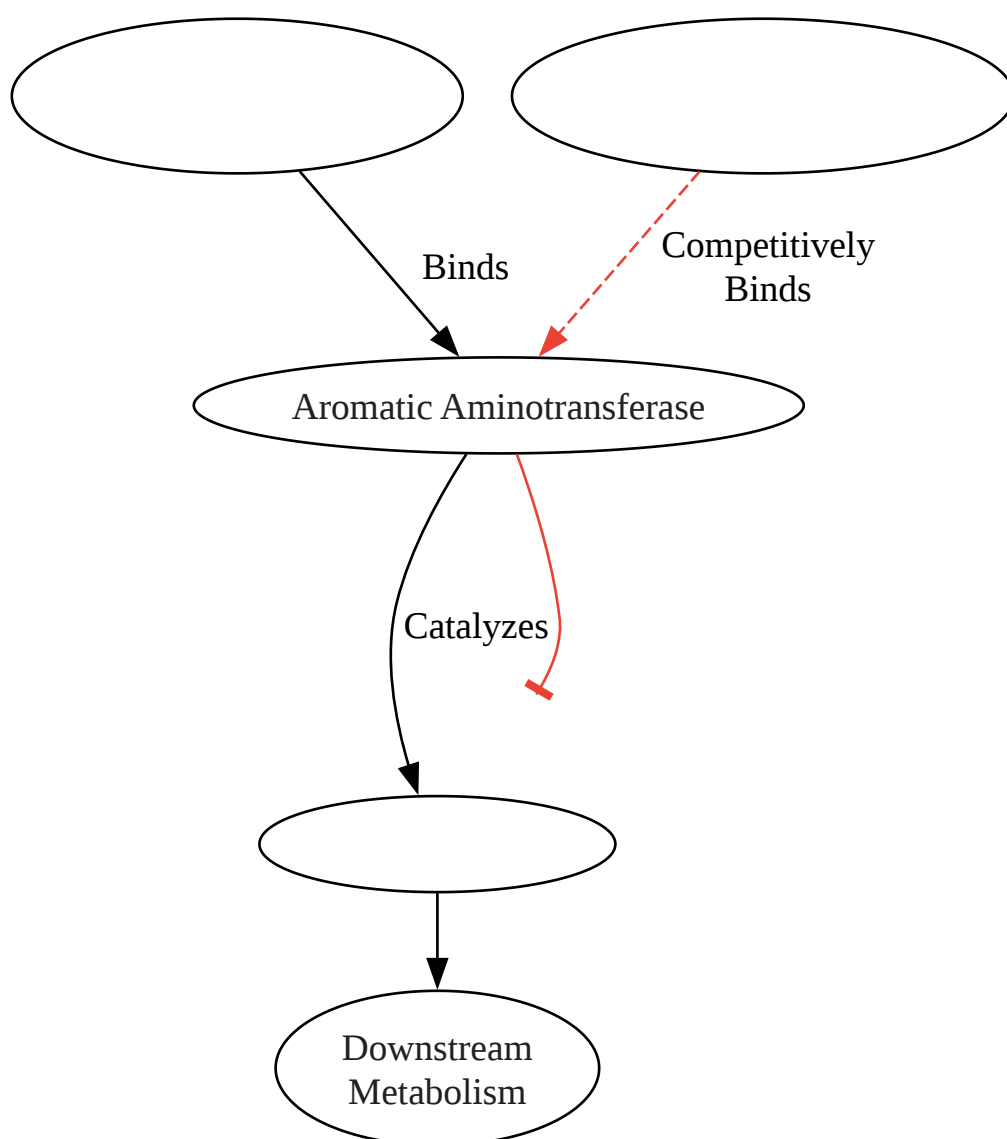 Binds
Competitively
Binds
Aromatic Aminotransferase
Catalyzes
Downstream
Metabolism